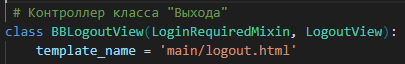 # Контроллер класса "Выхода"
class BBLogoutView(LoginRequiredMixin, LogoutView):
    template_name = 'main/logout.html'